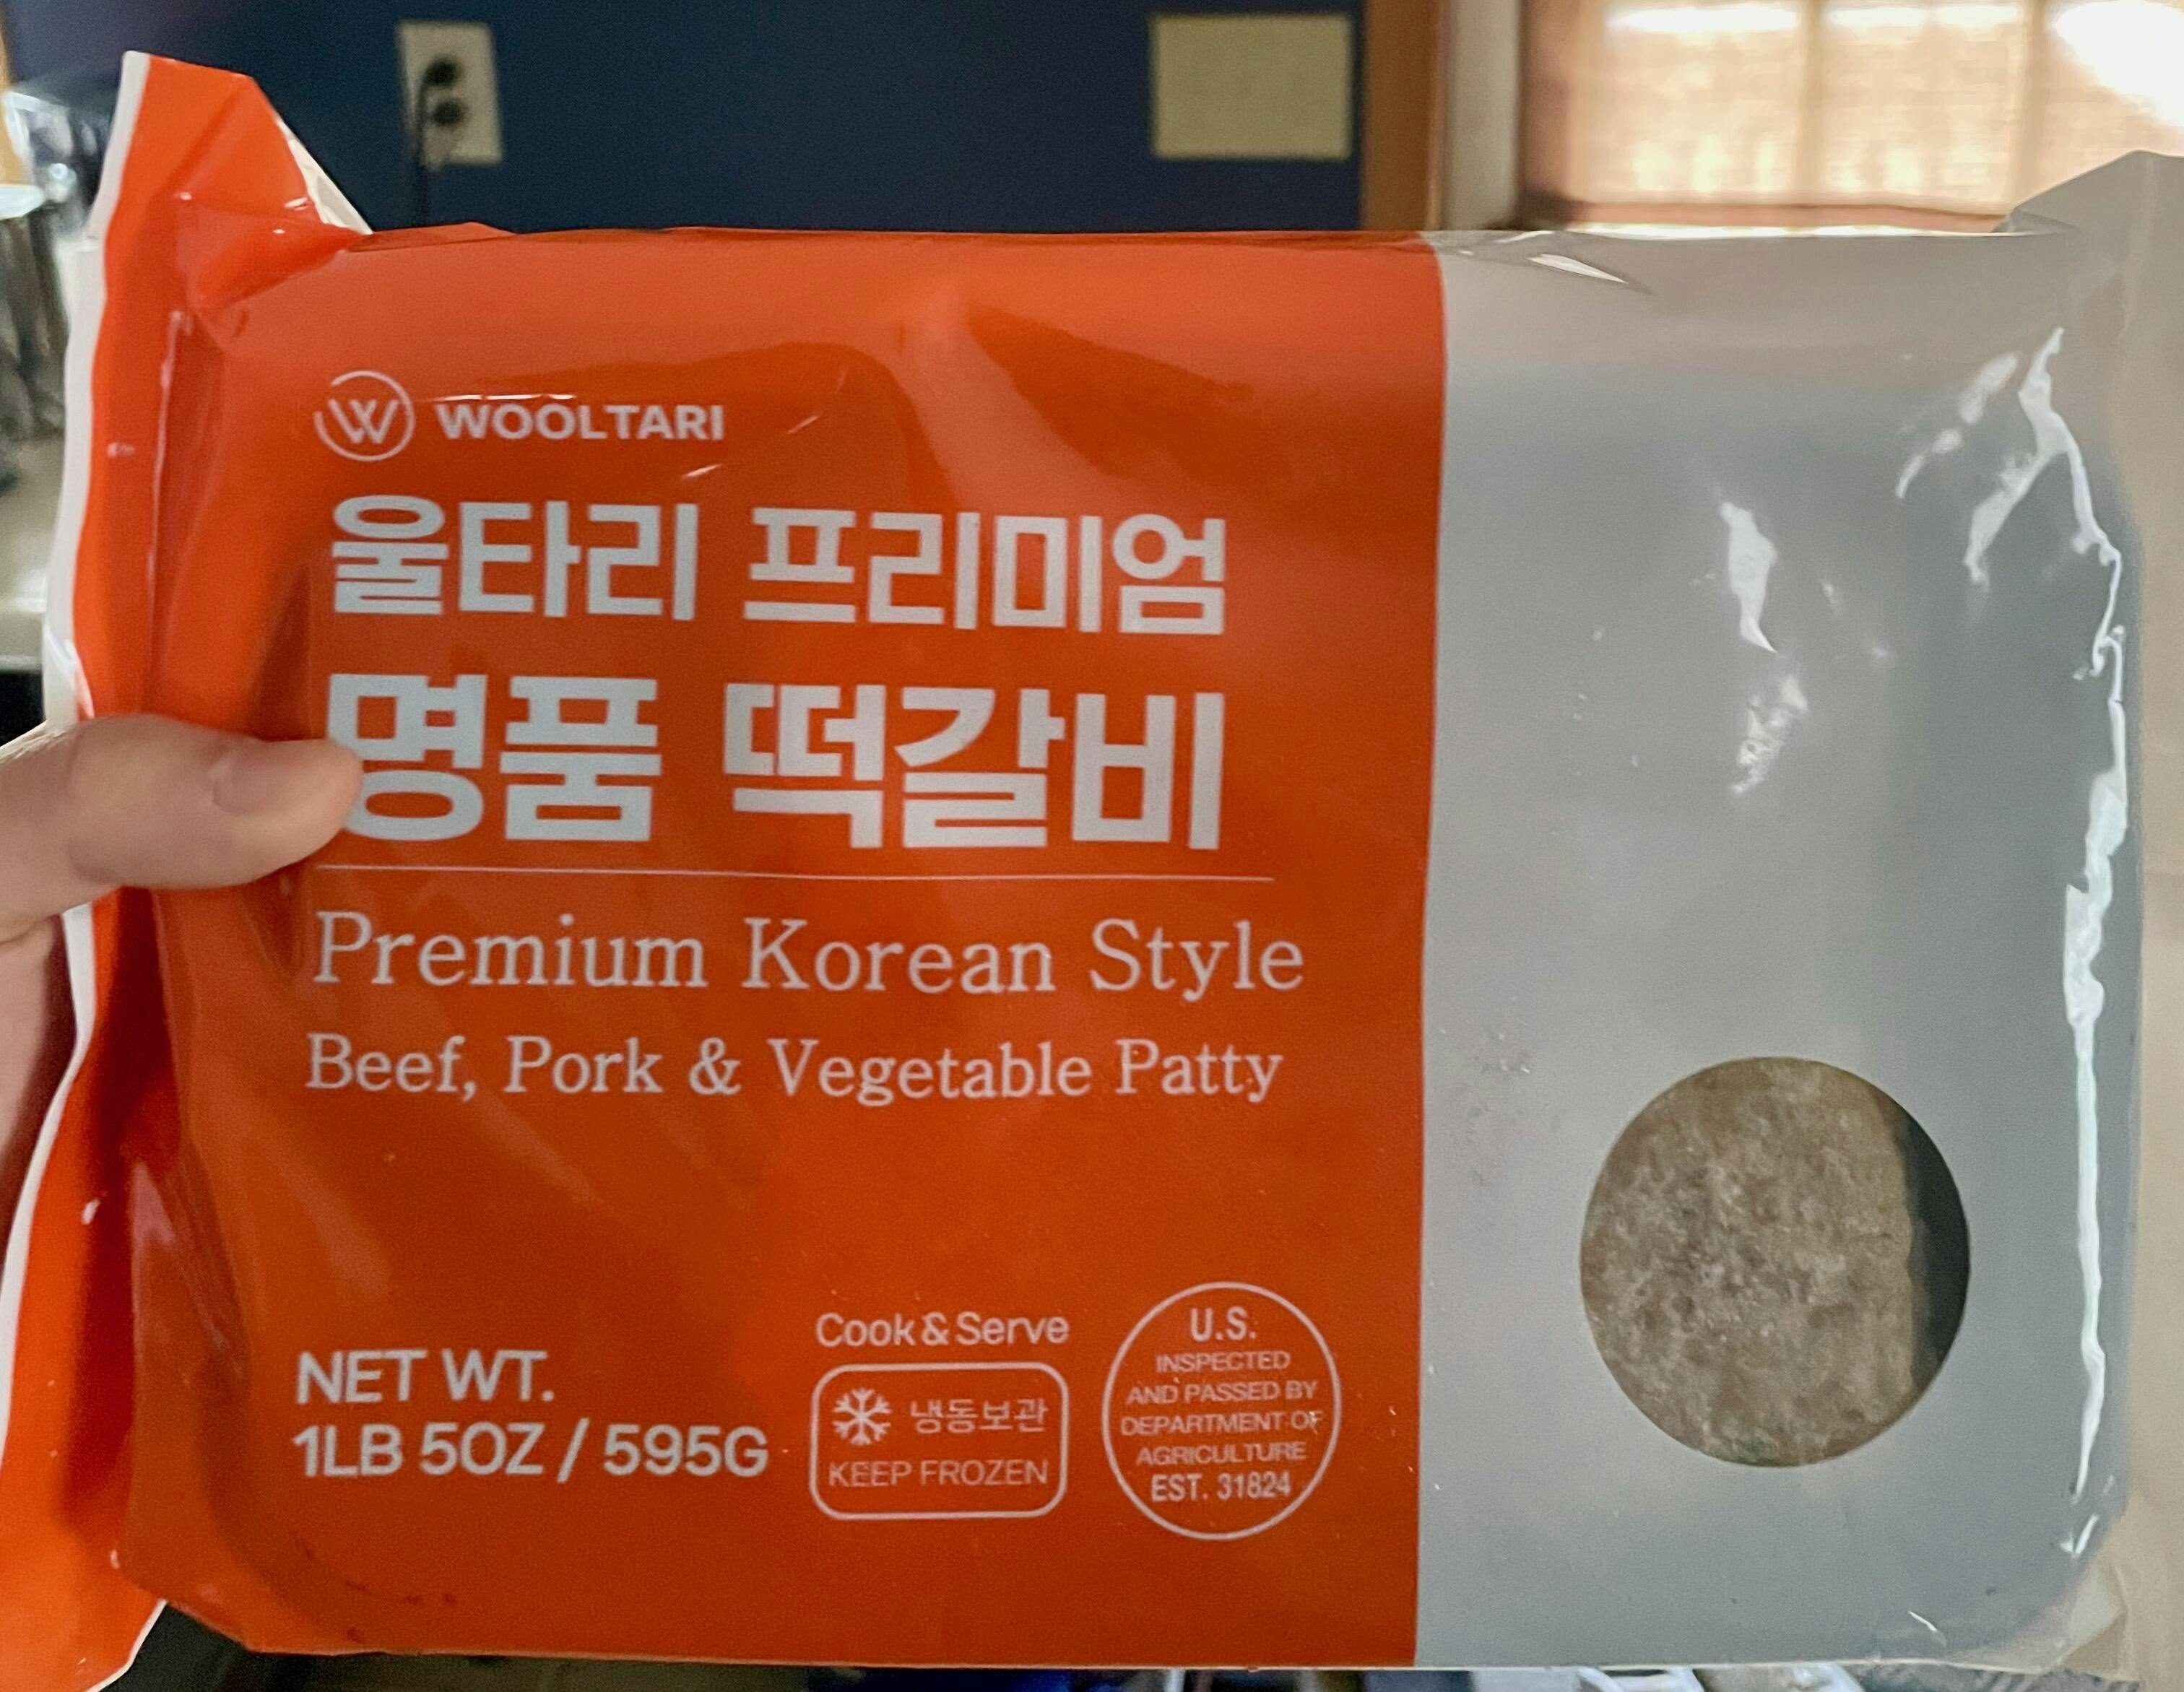 W WOOLTARI
울타리 프리미엄
명품 떡갈비
Premium Korean Style
Beef, Pork & Vegetable Patty
NET WT.
1LB 5OZ / 595G
Cook & Serve
냉동보관
KEEP FROZEN
U.S.
INSPECTED
AND PASSED BY
DEPARTMENT OF
AGRICULTURE
EST. 31824